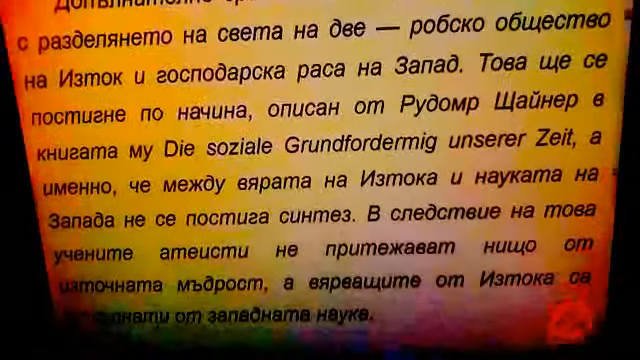 Допълнително
с разделянето на света на две — робско общество
на Изток и господарска раса на Запад. Това ще се
постигне по начина, описан от Рудомр Щайнер в
книгата му Die soziale Grundfordermig unserer Zeit, а
именно, че между вярата на Изтока и науката на
Запада не се постига синтез. В следствие на това
учените атеисти не притежават нищо от
източната мъдрост, а вярващите от Изтока са
от западната наука.